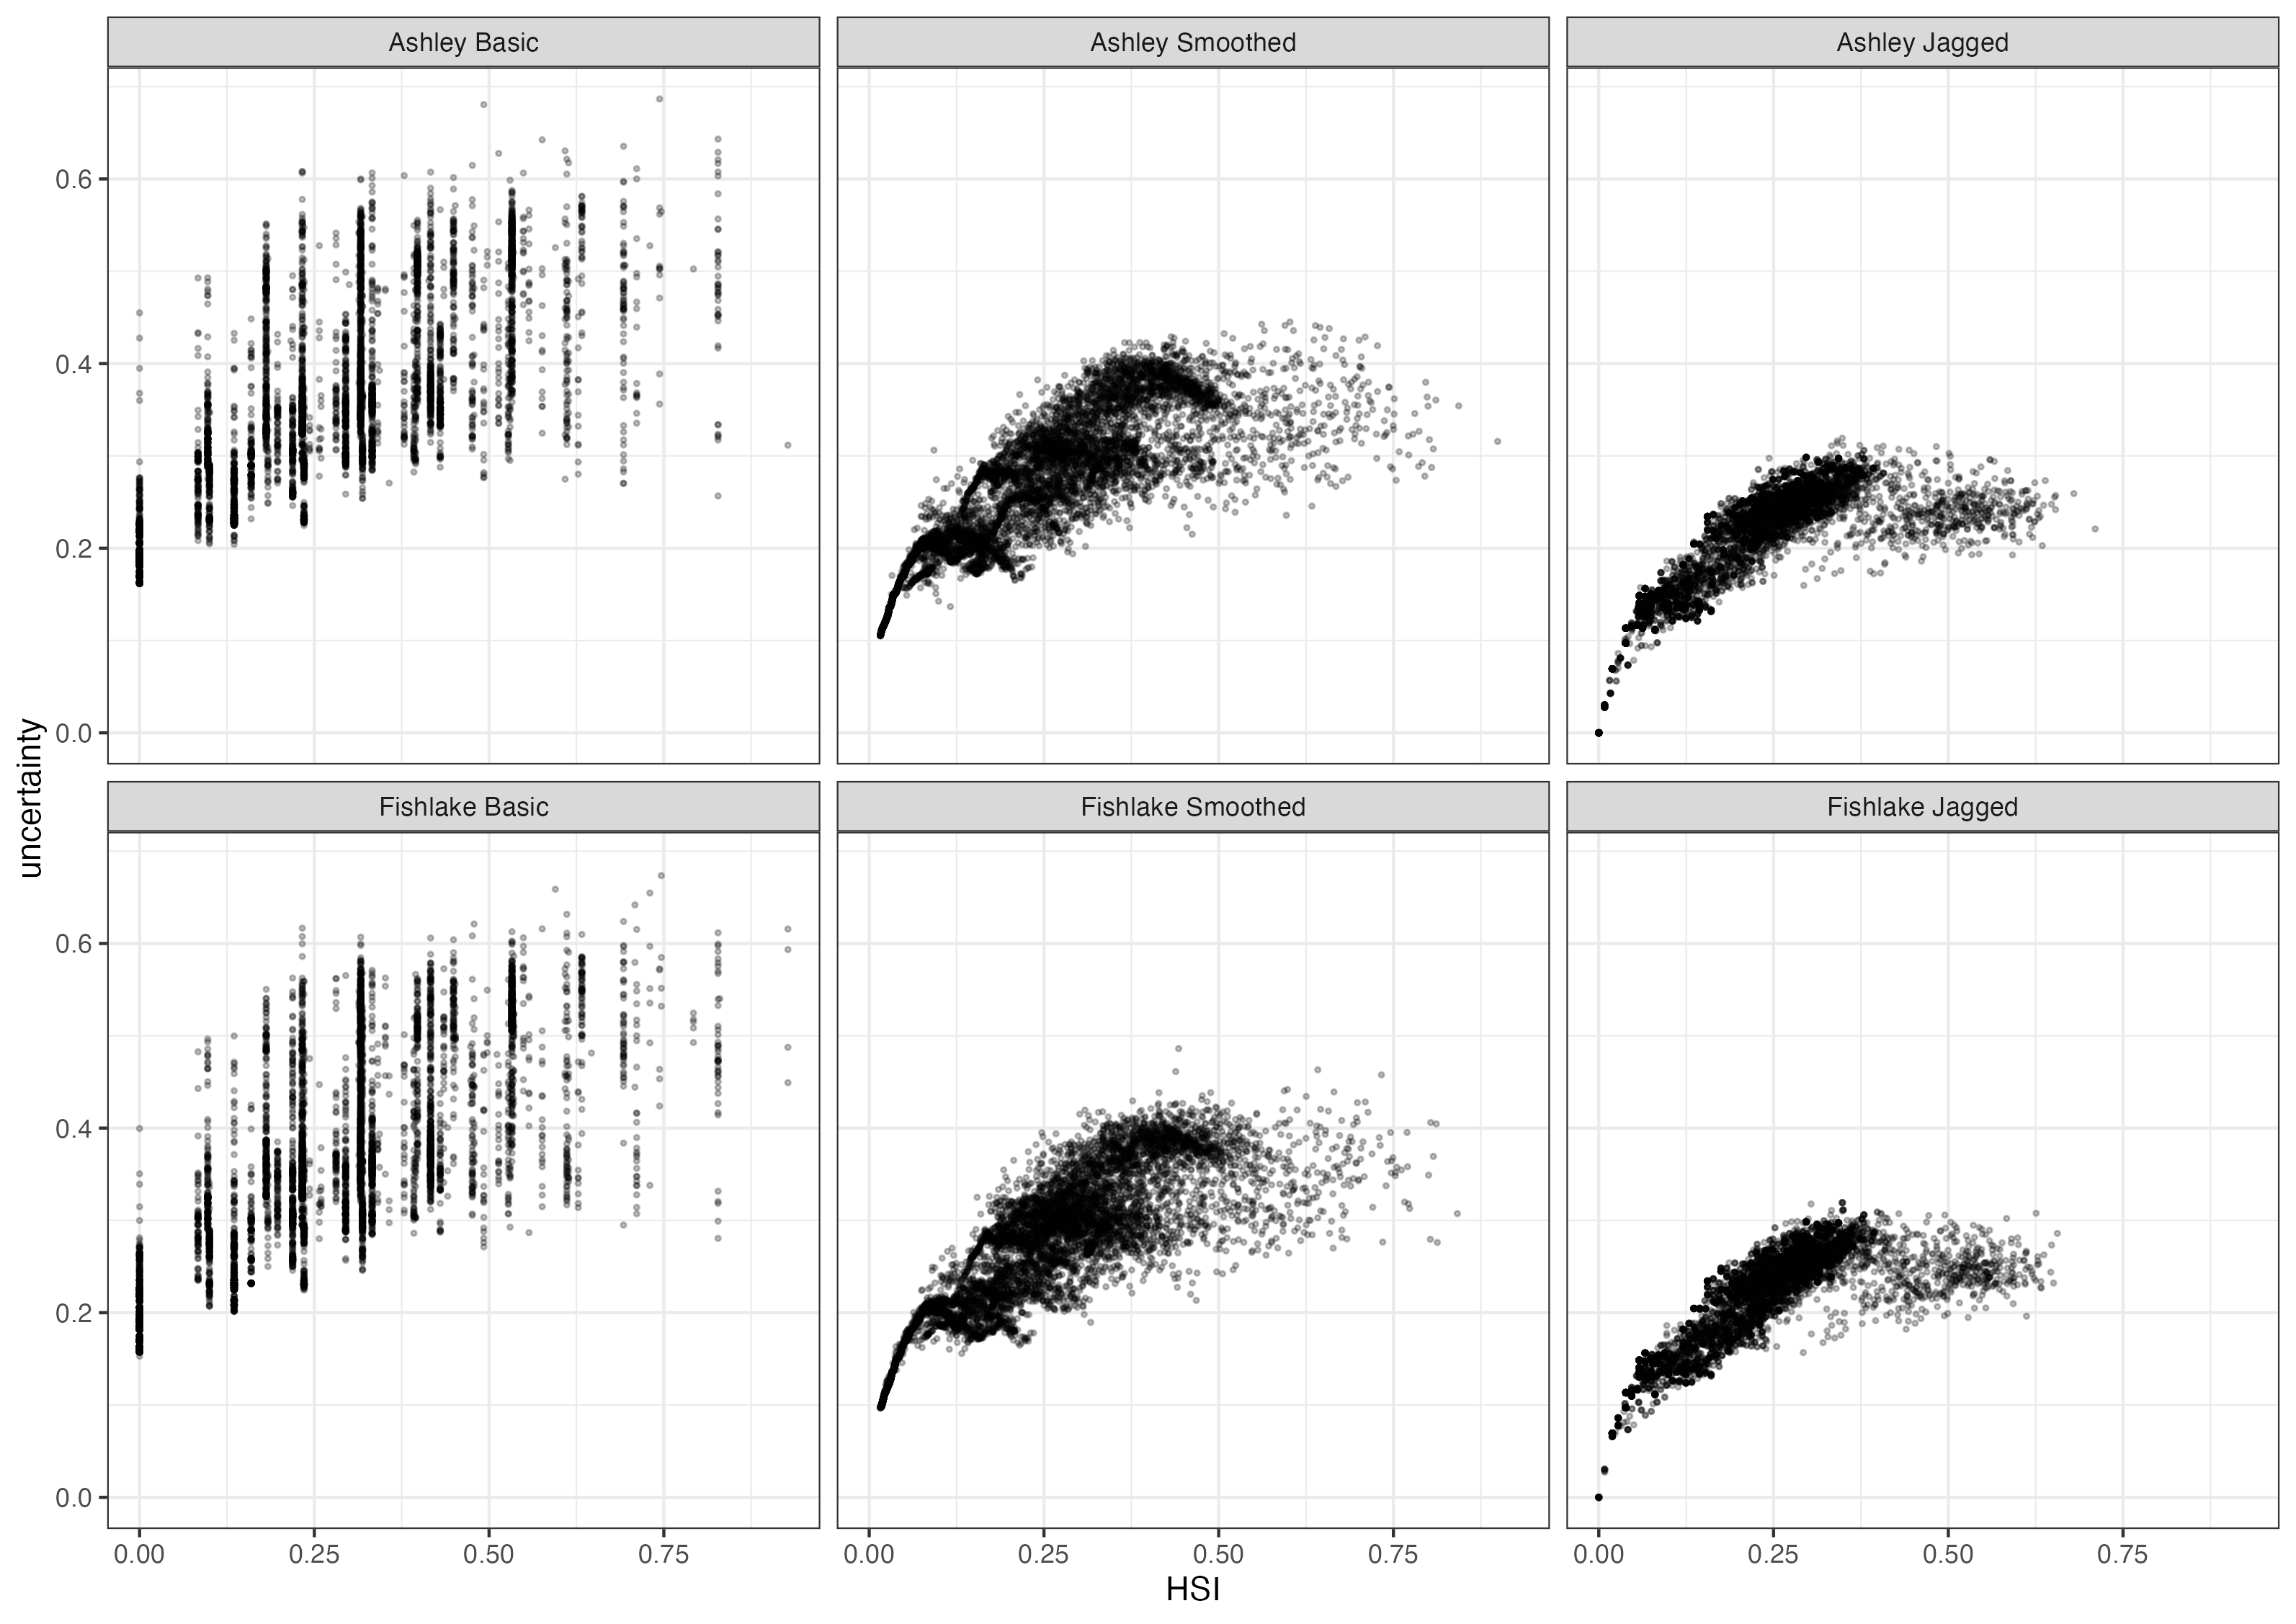 Ashley Basic
Ashley Smoothed
Ashley Jagged
0.6
0.4
0.2
0.0
uncertainty
Fishlake Basic
Fishlake Smoothed
Fishlake Jagged
0.6
0.4
0.2
0.0
0.00 0.25 0.50 0.75
0.00 0.25 0.50 0.75
0.00 0.25 0.50 0.75
HSI